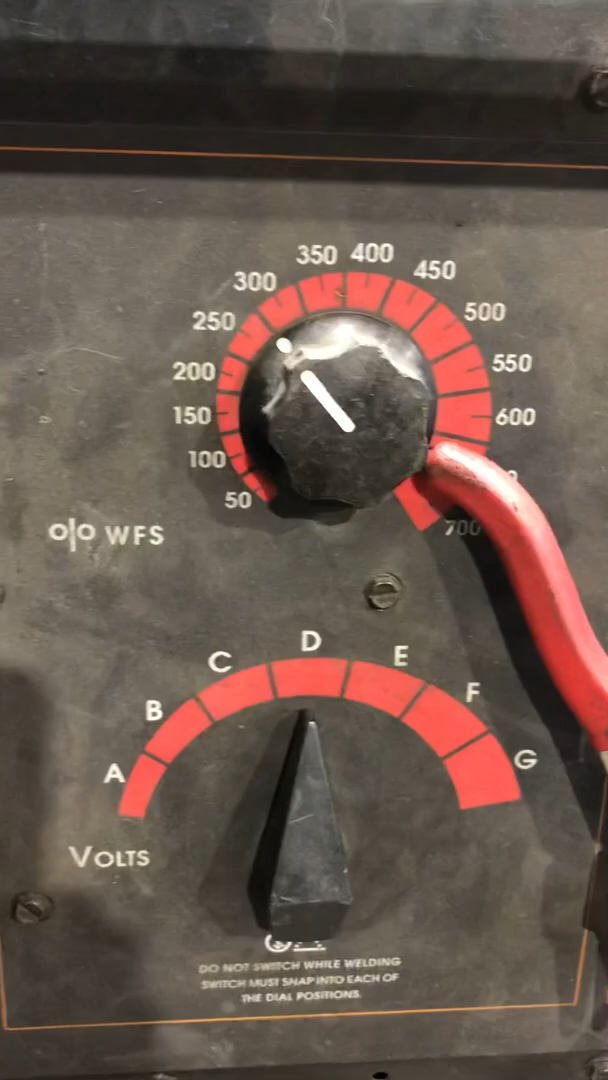 350 400
300 450
250 500
200 550
150 600
100
50
700
WFS
D
C E
B F
A G
VOLTS
DO NOT SWITCH WHILE WELDING
SWITCH MUST SNAP INTO EACH OF
THE DIAL POSITIONS.